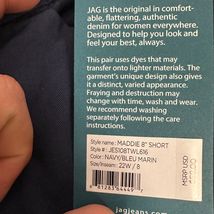 JAG is the original in comfort-
able, flattering, authentic
denim for women everywhere.
Designed to help you look and
feel your best, always.
This pair uses dyes that may
transfer onto lighter materials. The
garment's unique design also gives
it a distinct, varied appearance.
Fraying and destruction may
change with time, wash and wear.
We recommend washing
separately following the care
instructions.
Style name: MADDIE 8" SHORT
Style #: JES108TWL616
Color: NAVY/BLEU MARIN
Size/Inseam: 22W / 8
MSRP USD
jagjeans.com